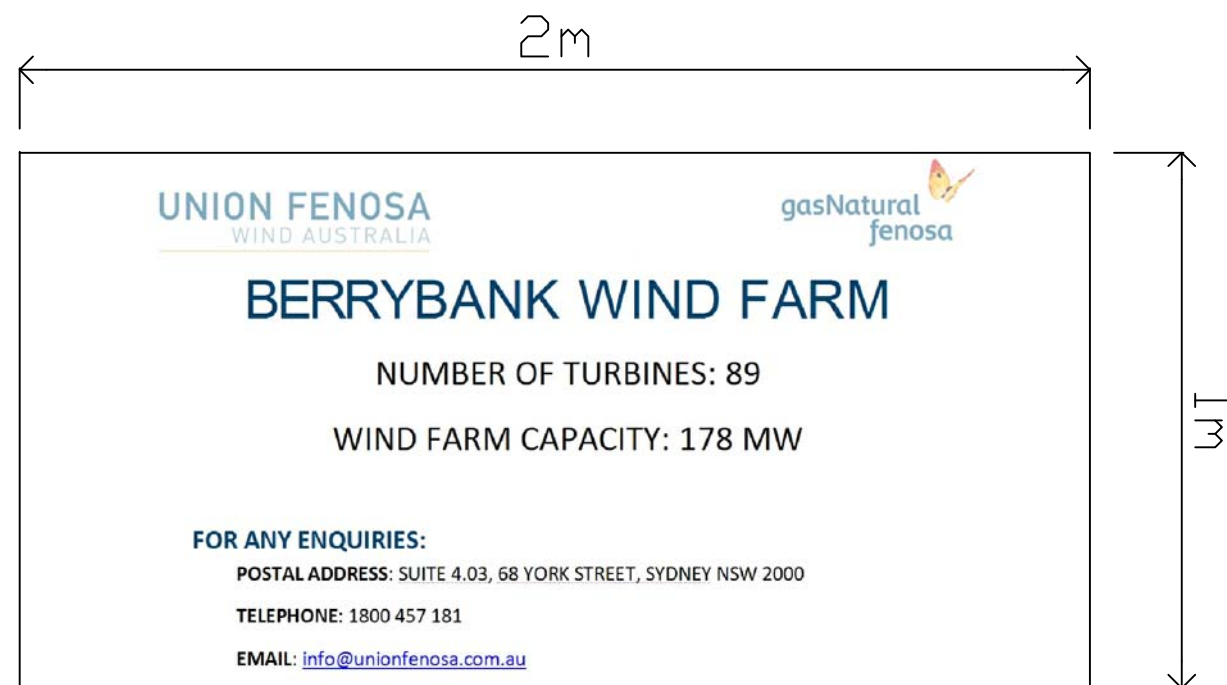 2m
UNION FENOSA
WIND AUSTRALIA
gasNatural
fenosa
BERRYBANK WIND FARM
NUMBER OF TURBINES: 89
WIND FARM CAPACITY: 178 MW
1m
FOR ANY ENQUIRIES:
POSTAL ADDRESS: SUITE 4.03, 68 YORK STREET, SYDNEY NSW 2000
TELEPHONE: 1800 457 181
EMAIL: info@unionfenosa.com.au